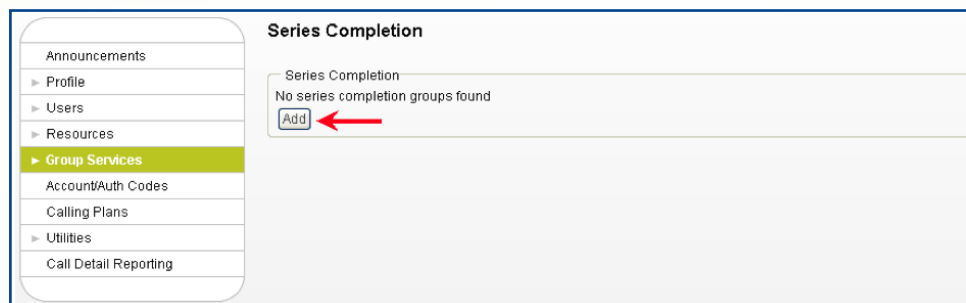 Series Completion
Announcements
Profile
Users
Resources
Group Services
Account/Auth Codes
Calling Plans
Utilities
Call Detail Reporting
Series Completion
No series completion groups found
Add